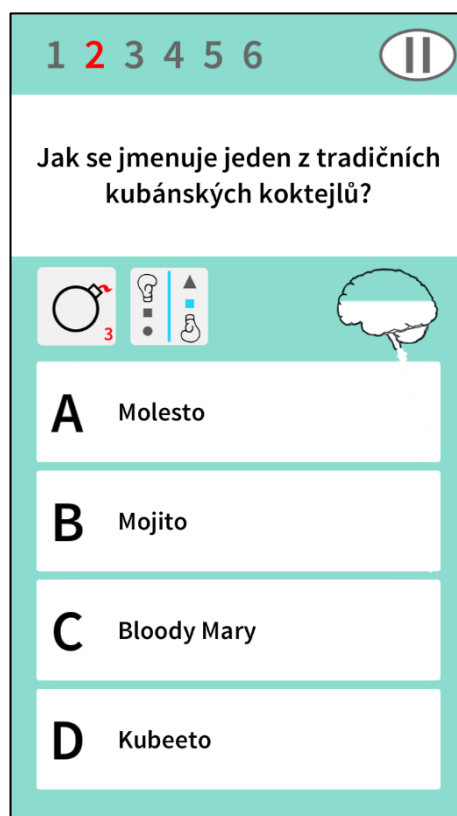 1 2 3 4 5 6
Jak se jmenuje jeden z tradičních
kubánských koktejlů?
3
A Molesto
B Mojito
C Bloody Mary
D Kubeeto